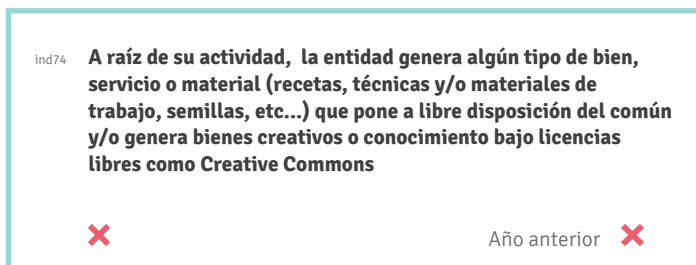 ind74 A raíz de su actividad, la entidad genera algún tipo de bien,
servicio o material (recetas, técnicas y/o materiales de
trabajo, semillas, etc...) que pone a libre disposición del común
y/o genera bienes creativos o conocimiento bajo licencias
libres como Creative Commons
Año anterior